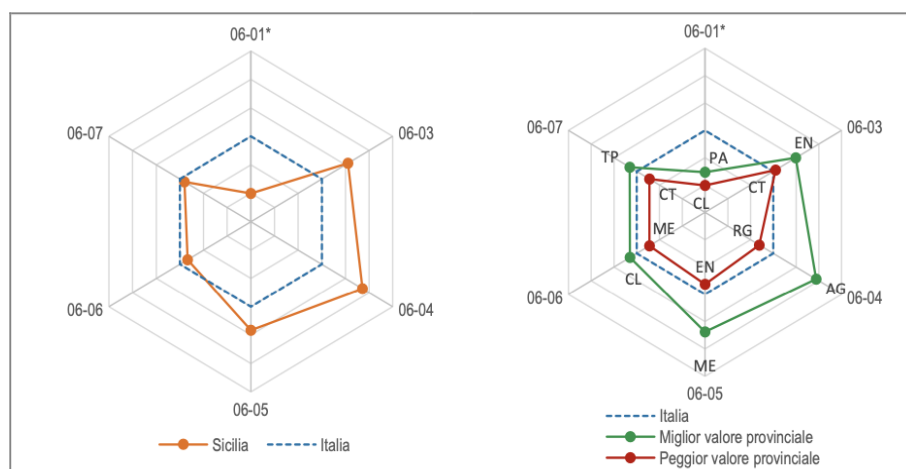 06-01*
06-07
06-03
06-06
06-04
06-05
Sicilia
Italia
06-01*
06-07
06-03
TP
PA
EN
CT
CL
CT
ME
RG
EN
CL
AG
06-06
06-04
ME
06-05
Italia
Miglior valore provinciale
Peggior valore provinciale